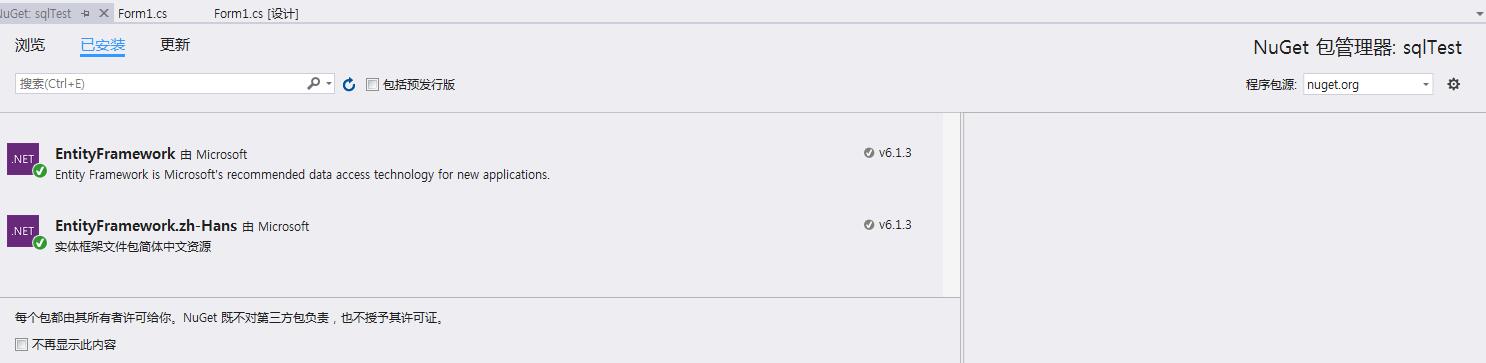 NuGet: sqlTest Form1.cs Form1.cs [设计]
浏览 已安装 更新 NuGet 包管理器: sqlTest
搜索(Ctrl+E) 包括预发行版 程序包源: nuget.org
EntityFramework 由 Microsoft v6.1.3
.NET
Entity Framework is Microsoft's recommended data access technology for new applications.
EntityFramework.zh-Hans 由 Microsoft v6.1.3
.NET
实体框架文件包简体中文资源
每个包都由其所有者许可给你。NuGet 既不对第三方包负责，也不授予其许可证。
不再显示此内容